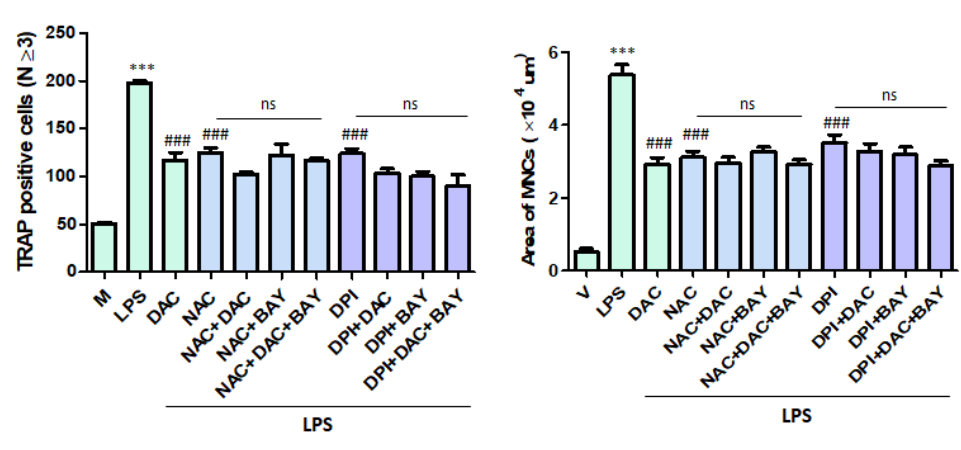 TRAP positive cells (N ≥3)
250
200
150
100
50
0
***
###
###
ns
###
ns
M
LPS
DAC
NAC
NAC+DAC
NAC+BAY
NAC+DAC+BAY
DPI
DPI+DAC
DPI+BAY
DPI+DAC+BAY
LPS
Area of MNCs ( ×10⁴ um)
6
4
2
0
***
###
###
ns
###
ns
V
LPS
DAC
NAC
NAC+DAC
NAC+BAY
NAC+DAC+BAY
DPI
DPI+DAC
DPI+BAY
DPI+DAC+BAY
LPS